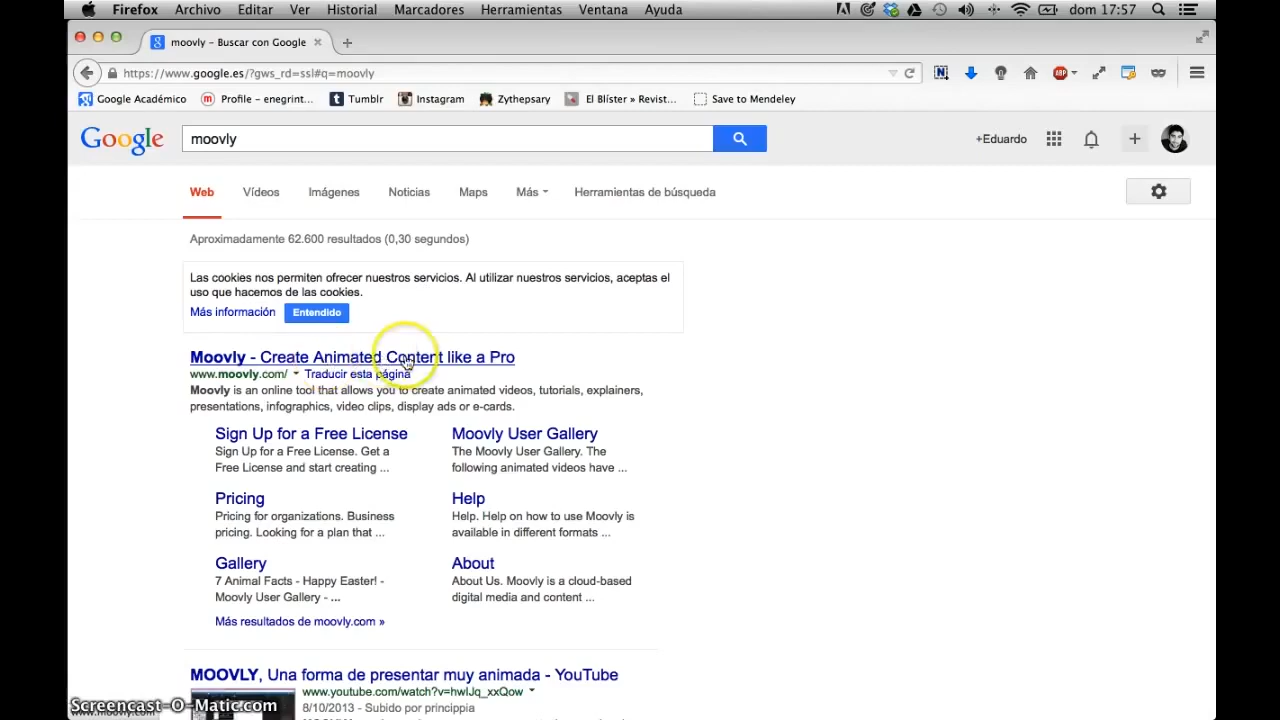 Firefox Archivo Editar Ver Historial Marcadores Herramientas Ventana Ayuda dom 17:57
moovly - Buscar con Google
https://www.google.es/?gws_rd=ssl#q=moovly
Google Académico Profile - enegrint... Tumblr Instagram Zythepsary El Blíster » Revist... Save to Mendeley
Google moovly +Eduardo
Web Vídeos Imágenes Noticias Maps Más Herramientas de búsqueda
Aproximadamente 62.600 resultados (0,30 segundos)
Las cookies nos permiten ofrecer nuestros servicios. Al utilizar nuestros servicios, aceptas el
uso que hacemos de las cookies.
Más información Entendido
Moovly - Create Animated Content like a Pro
www.moovly.com/ Traducir esta página
Moovly is an online tool that allows you to create animated videos, tutorials, explainers,
presentations, infographics, video clips, display ads or e-cards.
Sign Up for a Free License
Sign Up for a Free License. Get a
Free License and start creating ...
Moovly User Gallery
The Moovly User Gallery. The
following animated videos have ...
Pricing
Pricing for organizations. Business
pricing. Looking for a plan that ...
Help
Help. Help on how to use Moovly is
available in different formats ...
Gallery
7 Animal Facts - Happy Easter! -
Moovly User Gallery - ...
About
About Us. Moovly is a cloud-based
digital media and content ...
Más resultados de moovly.com »
MOOVLY, Una forma de presentar muy animada - YouTube
www.youtube.com/watch?v=hwIJq_xxQow
8/10/2013 - Subido por princippia
Screencast-O-Matic.com